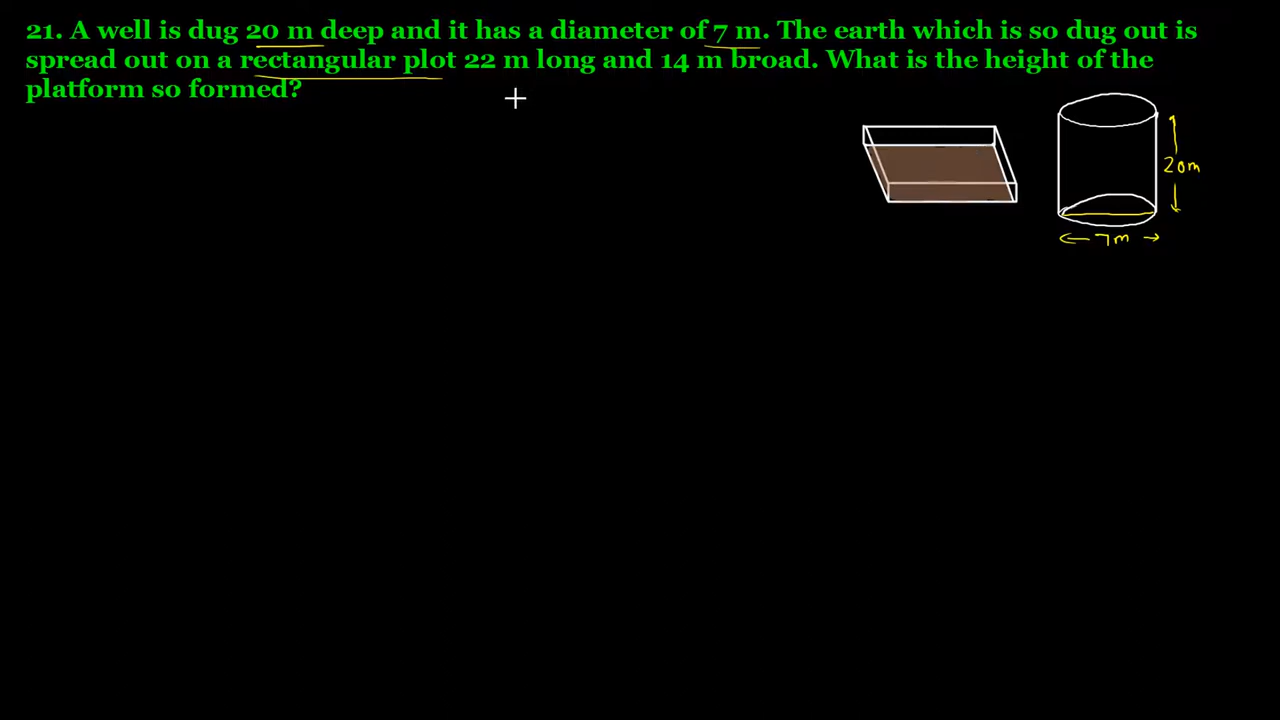 21. A well is dug 20 m deep and it has a diameter of 7 m. The earth which is so dug out is
spread out on a rectangular plot 22 m long and 14 m broad. What is the height of the
platform so formed?
20m
7m